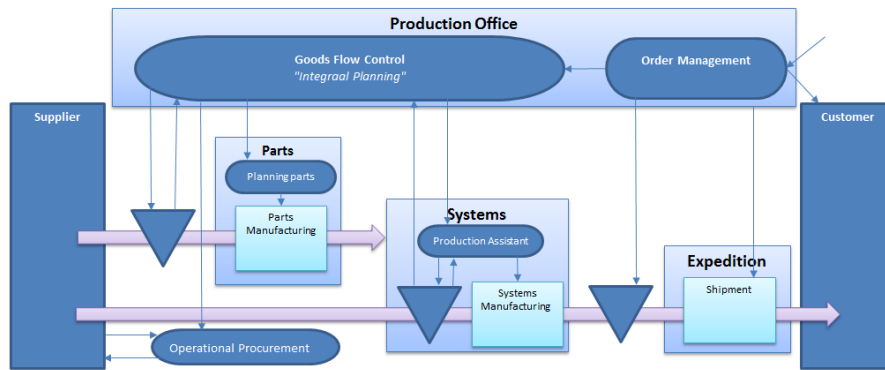 Production Office
Goods Flow Control
"Integraal Planning"
Order Management
Supplier
Customer
Parts
Planning parts
Parts
Manufacturing
Systems
Production Assistant
Systems
Manufacturing
Expedition
Shipment
Operational Procurement